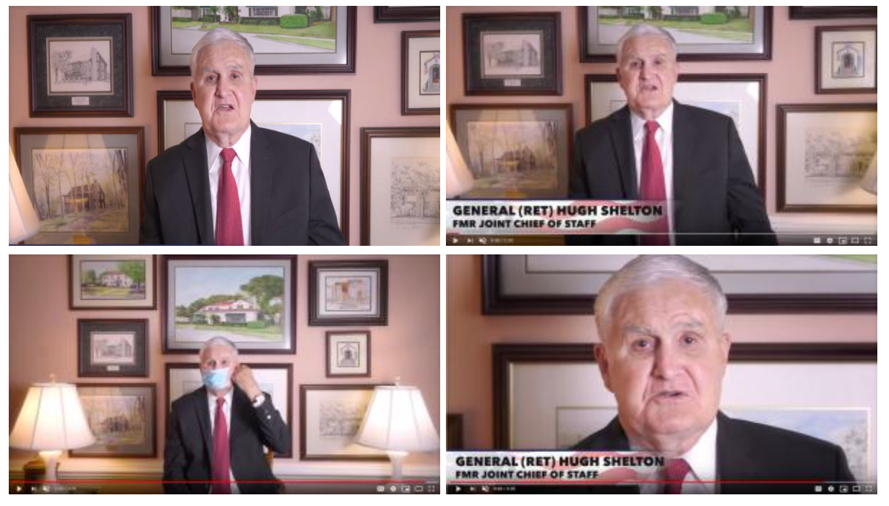 GENERAL (RET) HUGH SHELTON
FMR JOINT CHIEF OF STAFF
GENERAL (RET) HUGH SHELTON
FMR JOINT CHIEF OF STAFF